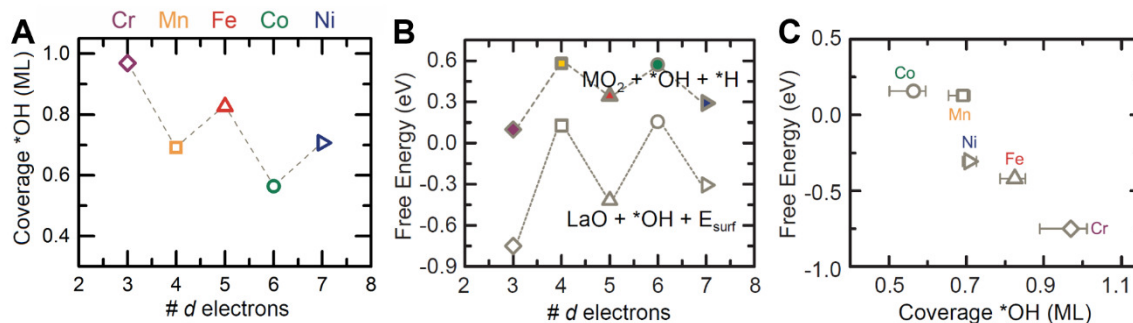 A
Cr Mn Fe Co Ni
Coverage *OH (ML)
1.0
0.8
0.6
0.4
2 3 4 5 6 7 8
# d electrons
B
Free Energy (eV)
0.9
0.6
0.3
0.0
-0.3
-0.6
-0.9
MO2 + *OH + *H
LaO + *OH + Esurf
2 3 4 5 6 7 8
# d electrons
C
Free Energy (eV)
0.5
0.0
-0.5
-1.0
Co
Mn
Ni
Fe
Cr
0.5 0.7 0.9 1.1
Coverage *OH (ML)